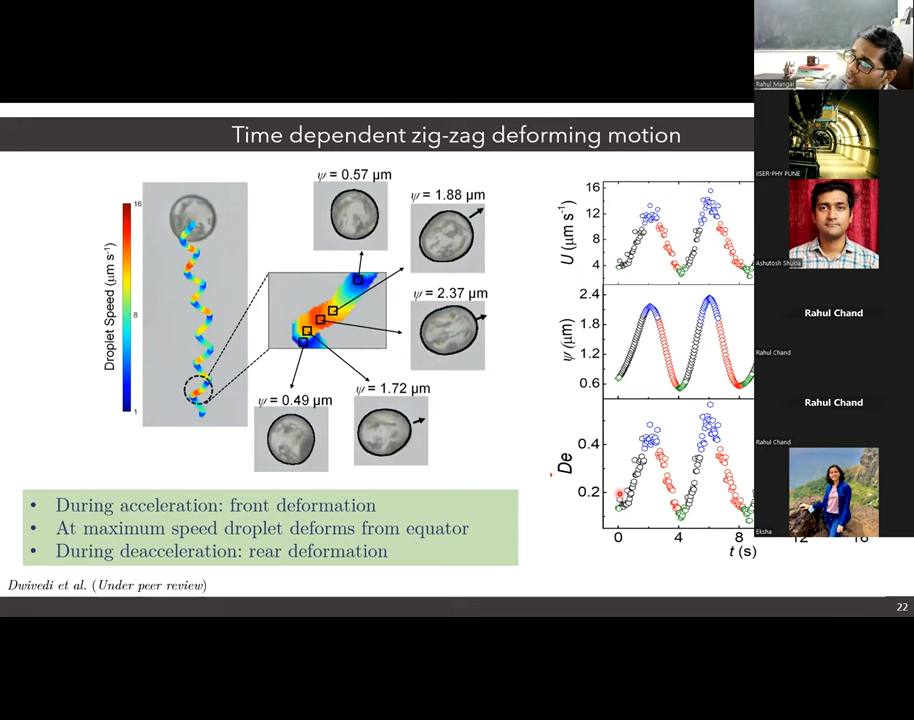 Time dependent zig-zag deforming motion
Droplet Speed (μm s⁻¹)
16
8
1
ψ = 0.57 μm
ψ = 1.88 μm
ψ = 2.37 μm
ψ = 1.72 μm
ψ = 0.49 μm
U (μm s⁻¹)
16
12
8
4
ψ (μm)
2.4
1.8
1.2
0.6
De
0.4
0.2
0
4
8
12
16
t (s)
• During acceleration: front deformation
• At maximum speed droplet deforms from equator
• During deacceleration: rear deformation
Dwivedi et al. (Under peer review)
22
Rahul Mangal
IISER-PHY PUNE
Ashutosh Shukla
Rahul Chand
Rahul Chand
Rahul Chand
Rahul Chand
Eksha